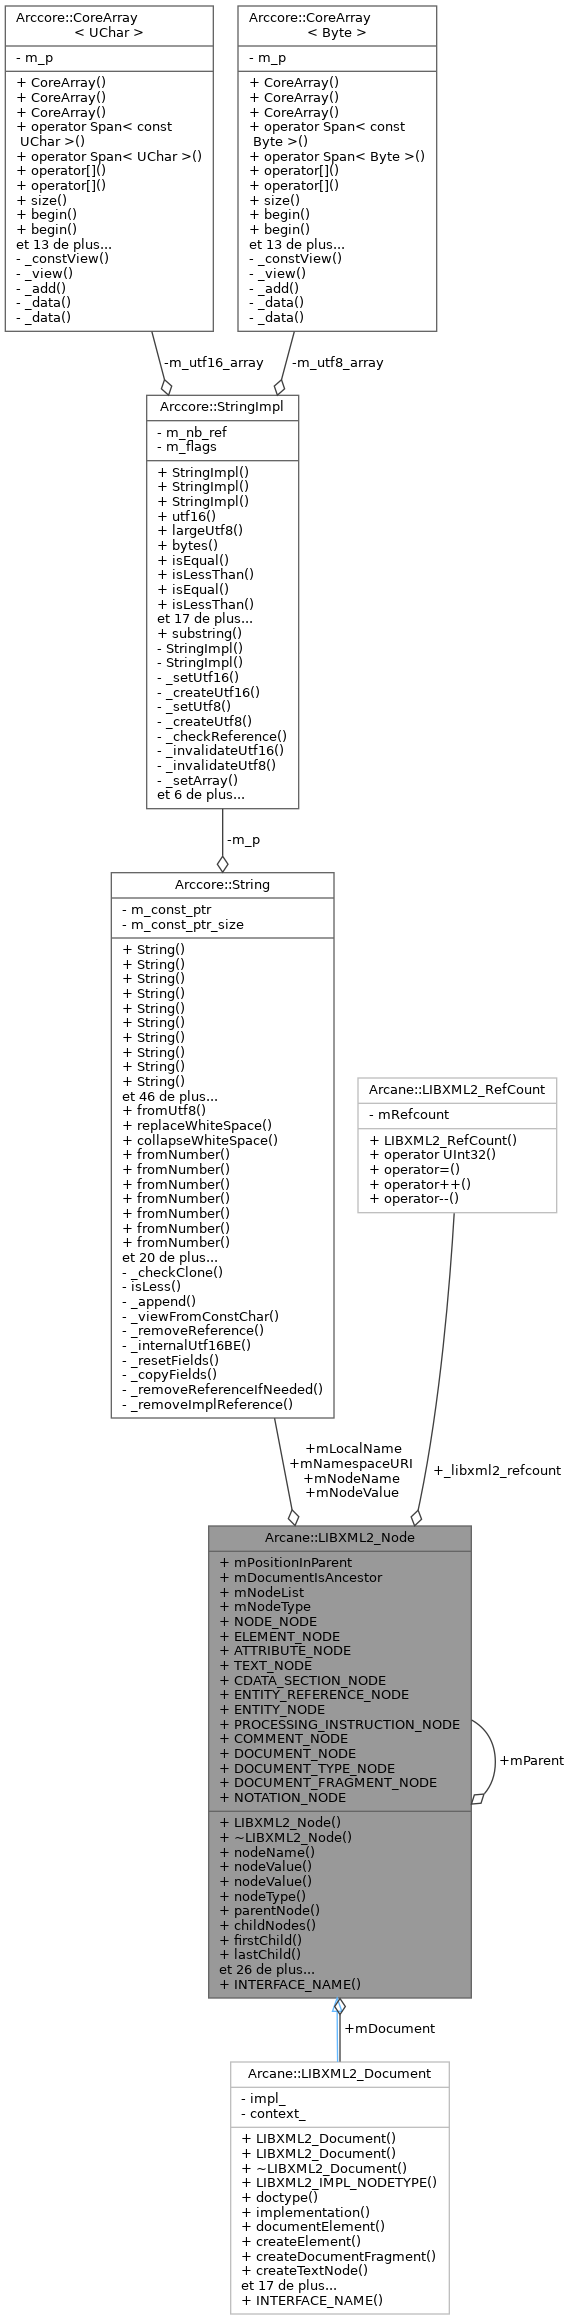 Arccore::CoreArray
< UChar >
- m_p
+ CoreArray()
+ CoreArray()
+ CoreArray()
+ operator Span< const
UChar >()
+ operator Span< UChar >()
+ operator[]()
+ operator[]()
+ size()
+ begin()
+ begin()
et 13 de plus...
- _constView()
- _view()
- _add()
- _data()
- _data()
Arccore::CoreArray
< Byte >
- m_p
+ CoreArray()
+ CoreArray()
+ CoreArray()
+ operator Span< const
Byte >()
+ operator Span< Byte >()
+ operator[]()
+ operator[]()
+ size()
+ begin()
+ begin()
et 13 de plus...
- _constView()
- _view()
- _add()
- _data()
- _data()
-m_utf16_array
-m_utf8_array
Arccore::StringImpl
- m_nb_ref
- m_flags
+ StringImpl()
+ StringImpl()
+ StringImpl()
+ utf16()
+ largeUtf8()
+ bytes()
+ isEqual()
+ isLessThan()
+ isEqual()
+ isLessThan()
et 17 de plus...
+ substring()
- StringImpl()
- StringImpl()
- _setUtf16()
- _createUtf16()
- _setUtf8()
- _createUtf8()
- _checkReference()
- _invalidateUtf16()
- _invalidateUtf8()
- _setArray()
et 6 de plus...
-m_p
Arccore::String
- m_const_ptr
- m_const_ptr_size
+ String()
+ String()
+ String()
+ String()
+ String()
+ String()
+ String()
+ String()
+ String()
+ String()
et 46 de plus...
+ fromUtf8()
+ replaceWhiteSpace()
+ collapseWhiteSpace()
+ fromNumber()
+ fromNumber()
+ fromNumber()
+ fromNumber()
+ fromNumber()
+ fromNumber()
+ fromNumber()
et 20 de plus...
- _checkClone()
- isLess()
- _append()
- _viewFromConstChar()
- _removeReference()
- _internalUtf16BE()
- _resetFields()
- _copyFields()
- _removeReferenceIfNeeded()
- _removeImplReference()
Arcane::LIBXML2_RefCount
- mRefcount
+ LIBXML2_RefCount()
+ operator UInt32()
+ operator=()
+ operator++()
+ operator--()
+mLocalName
+mNamespaceURI
+mNodeName
+mNodeValue
+_libxml2_refcount
Arcane::LIBXML2_Node
+ mPositionInParent
+ mDocumentIsAncestor
+ mNodeList
+ mNodeType
+ NODE_NODE
+ ELEMENT_NODE
+ ATTRIBUTE_NODE
+ TEXT_NODE
+ CDATA_SECTION_NODE
+ ENTITY_REFERENCE_NODE
+ ENTITY_NODE
+ PROCESSING_INSTRUCTION_NODE
+ COMMENT_NODE
+ DOCUMENT_NODE
+ DOCUMENT_TYPE_NODE
+ DOCUMENT_FRAGMENT_NODE
+ NOTATION_NODE
+ LIBXML2_Node()
+ ~LIBXML2_Node()
+ nodeName()
+ nodeValue()
+ nodeValue()
+ nodeType()
+ parentNode()
+ childNodes()
+ firstChild()
+ lastChild()
et 26 de plus...
+ INTERFACE_NAME()
+mParent
+mDocument
Arcane::LIBXML2_Document
- impl_
- context_
+ LIBXML2_Document()
+ LIBXML2_Document()
+ ~LIBXML2_Document()
+ LIBXML2_IMPL_NODETYPE()
+ doctype()
+ implementation()
+ documentElement()
+ createElement()
+ createDocumentFragment()
+ createTextNode()
et 17 de plus...
+ INTERFACE_NAME()